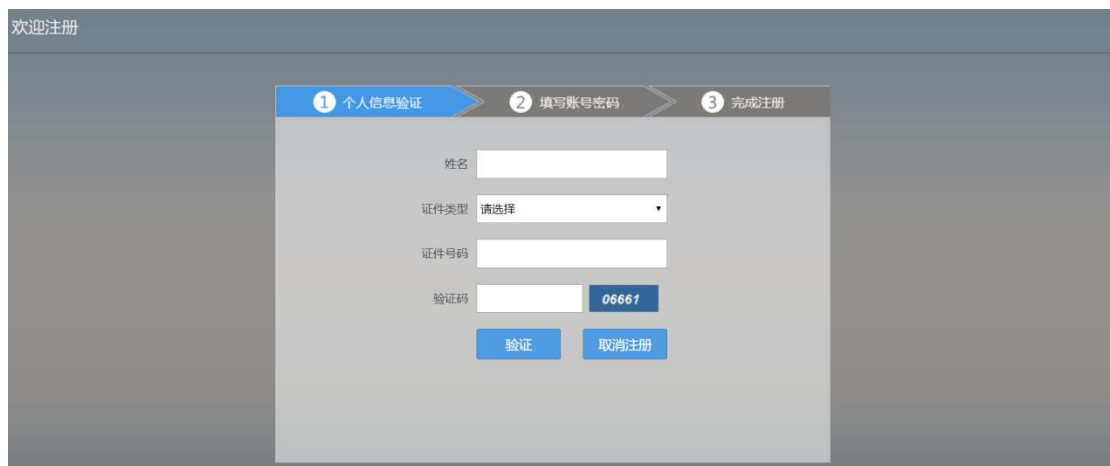 欢迎注册
1 个人信息验证 2 填写账号密码 3 完成注册
姓名
证件类型 请选择
证件号码
验证码 06661
验证 取消注册